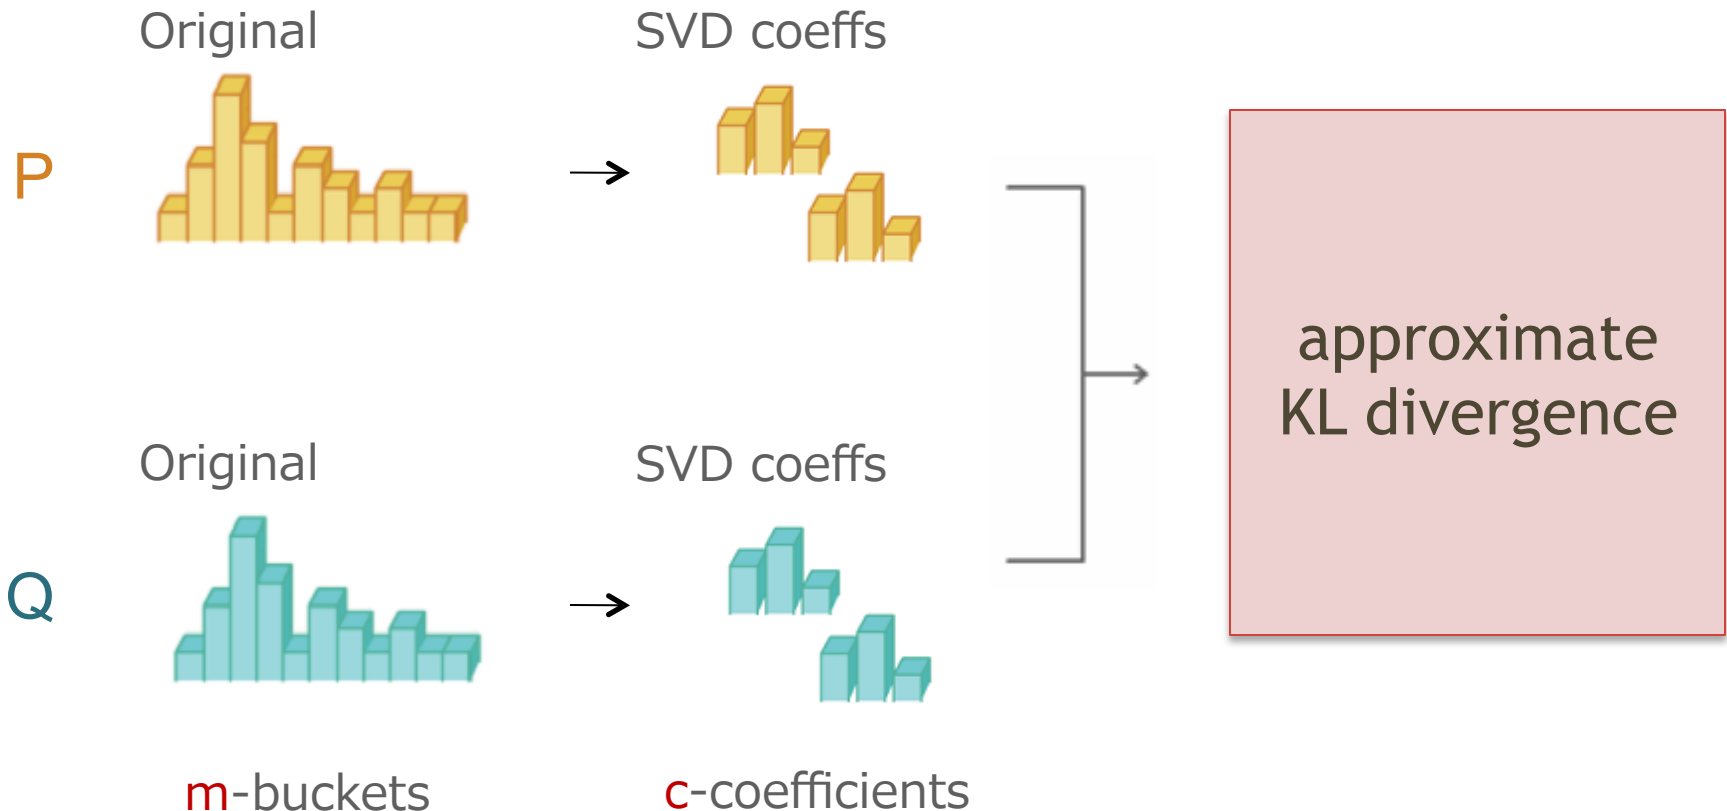 Original
SVD coeffs
P
approximate
KL divergence
Original
SVD coeffs
Q
m-buckets
c-coefficients